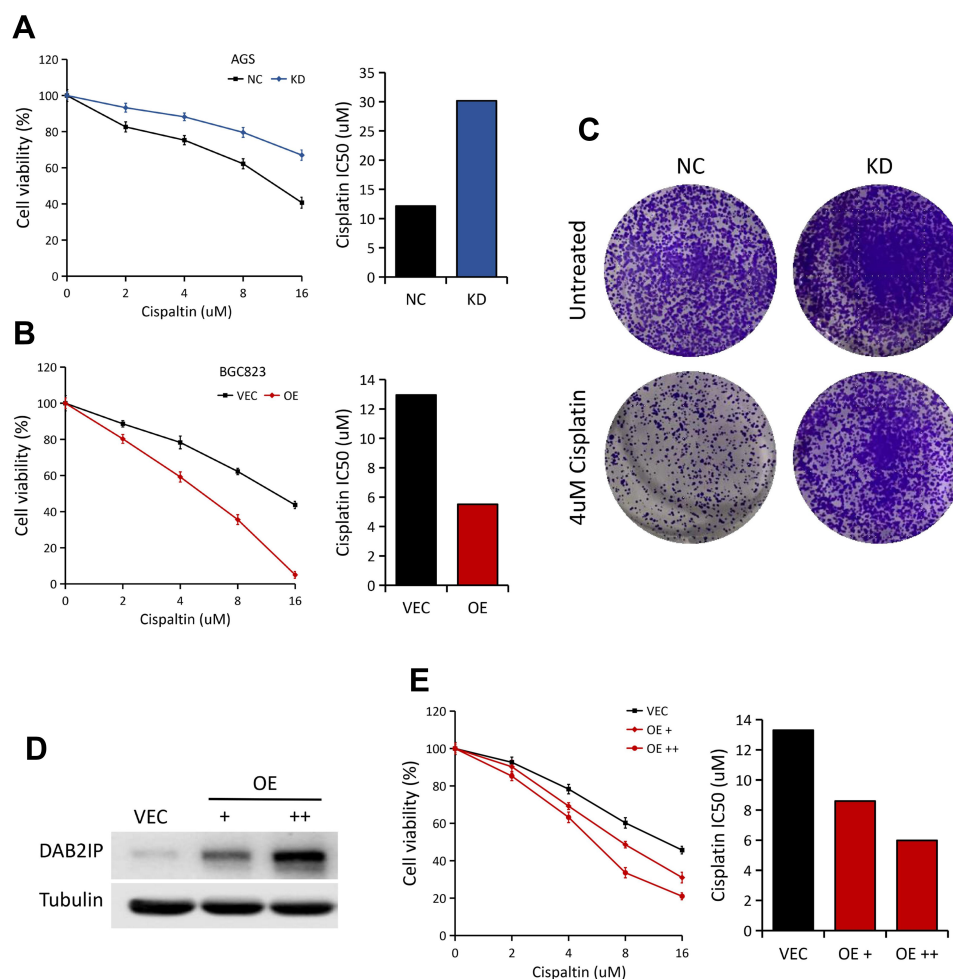 A
AGS
NC KD
Cell viability (%)
120
100
80
60
40
20
0
0 2 4 8 16
Cispaltin (uM)
Cisplatin IC50 (uM)
35
30
25
20
15
10
5
0
NC KD
B
BGC823
VEC OE
Cell viability (%)
120
100
80
60
40
20
0
0 2 4 8 16
Cispaltin (uM)
Cisplatin IC50 (uM)
14
12
10
8
6
4
2
0
VEC OE
C
NC KD
Untreated
4uM Cisplatin
D
OE
VEC + ++
DAB2IP
Tubulin
E
VEC
OE +
OE ++
Cell viability (%)
120
100
80
60
40
20
0
0 2 4 8 16
Cispaltin (uM)
Cisplatin IC50 (uM)
14
12
10
8
6
4
2
0
VEC OE + OE ++